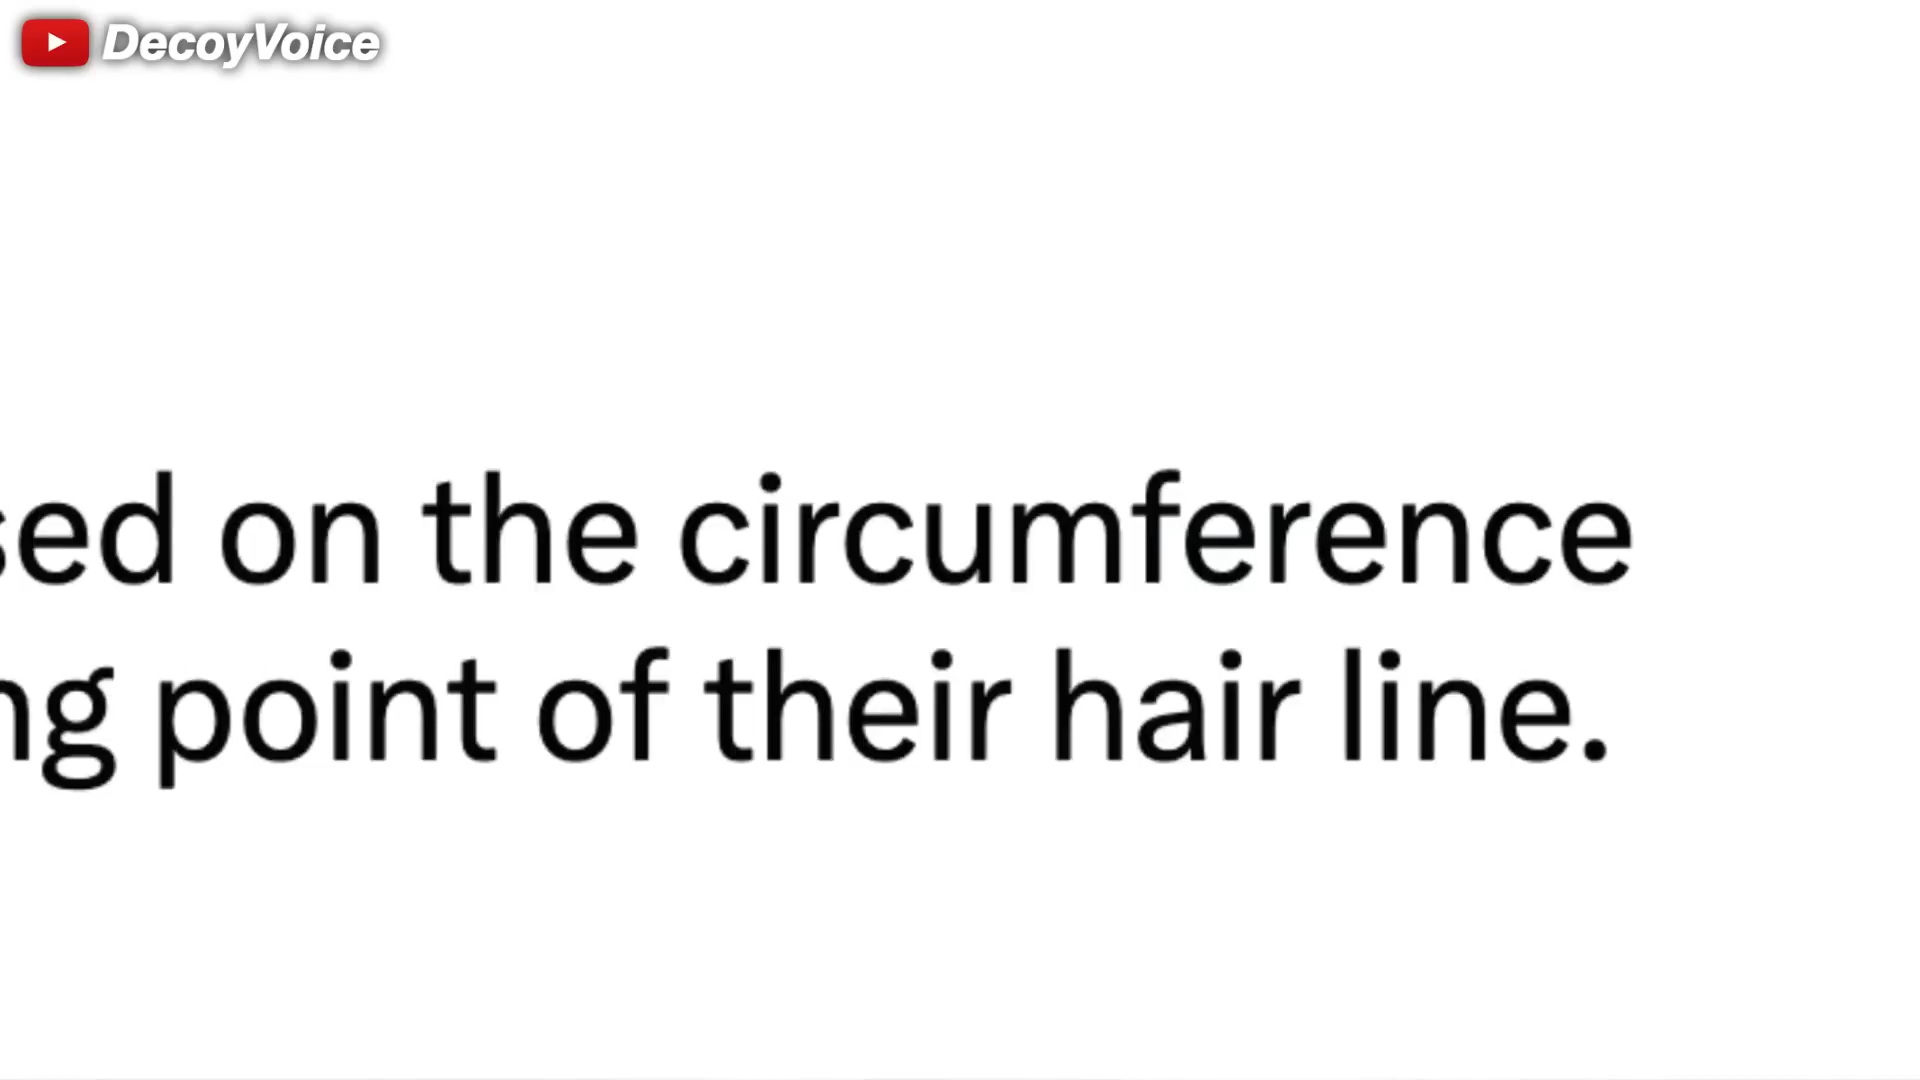 DecoyVoice
sed on the circumference
ng point of their hair line.